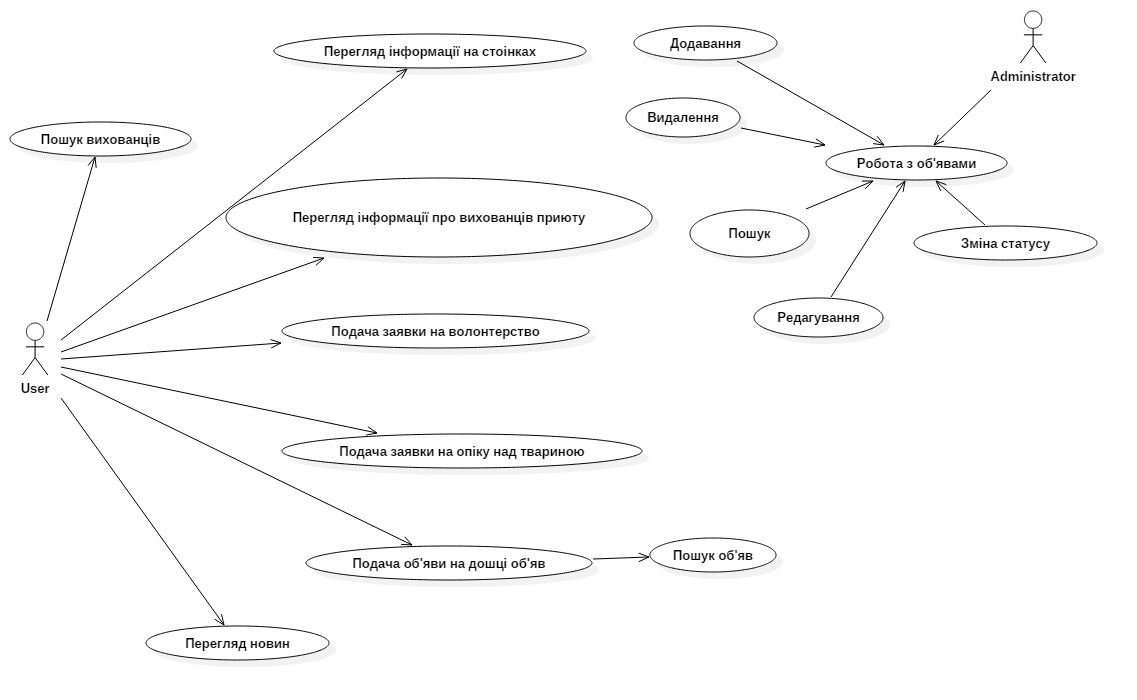 Перегляд інформації на стоінках
Додавання
Administrator
Пошук вихованців
Видалення
Робота з об'явами
Перегляд інформації про вихованців приюту
Пошук
Зміна статусу
Подача заявки на волонтерство
Редагування
User
Подача заявки на опіку над твариною
Подача об'яви на дошці об'яв
Пошук об'яв
Перегляд новин